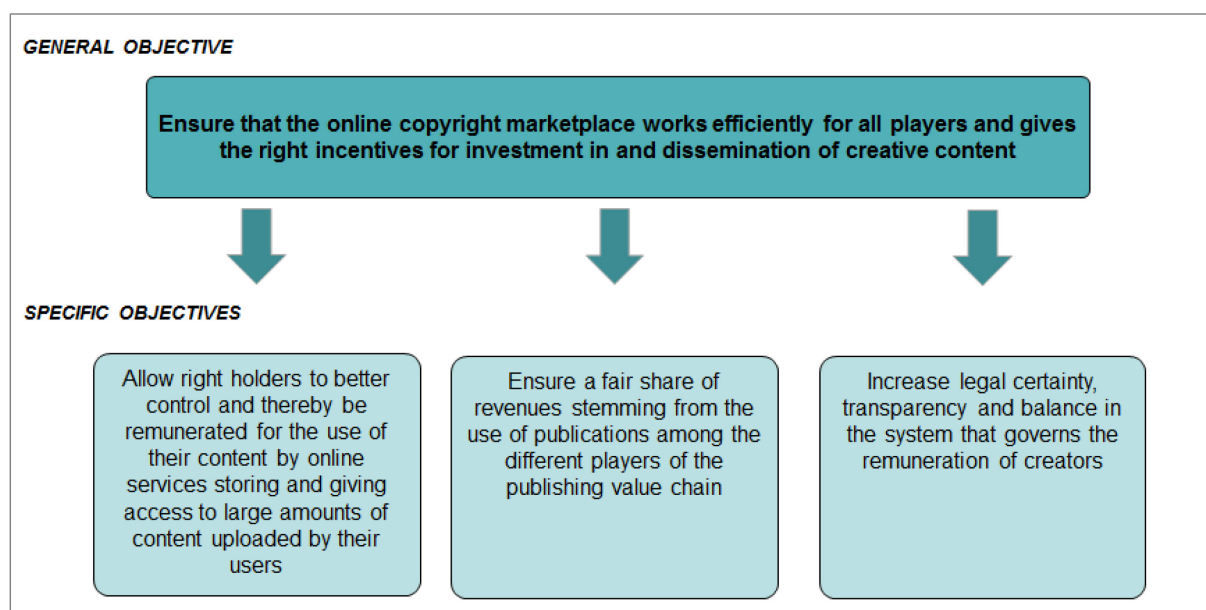 GENERAL OBJECTIVE
Ensure that the online copyright marketplace works efficiently for all players and gives
the right incentives for investment in and dissemination of creative content
SPECIFIC OBJECTIVES
Allow right holders to better
control and thereby be
remunerated for the use of
their content by online
services storing and giving
access to large amounts of
content uploaded by their
users
Ensure a fair share of
revenues stemming from the
use of publications among the
different players of the
publishing value chain
Increase legal certainty,
transparency and balance in
the system that governs the
remuneration of creators